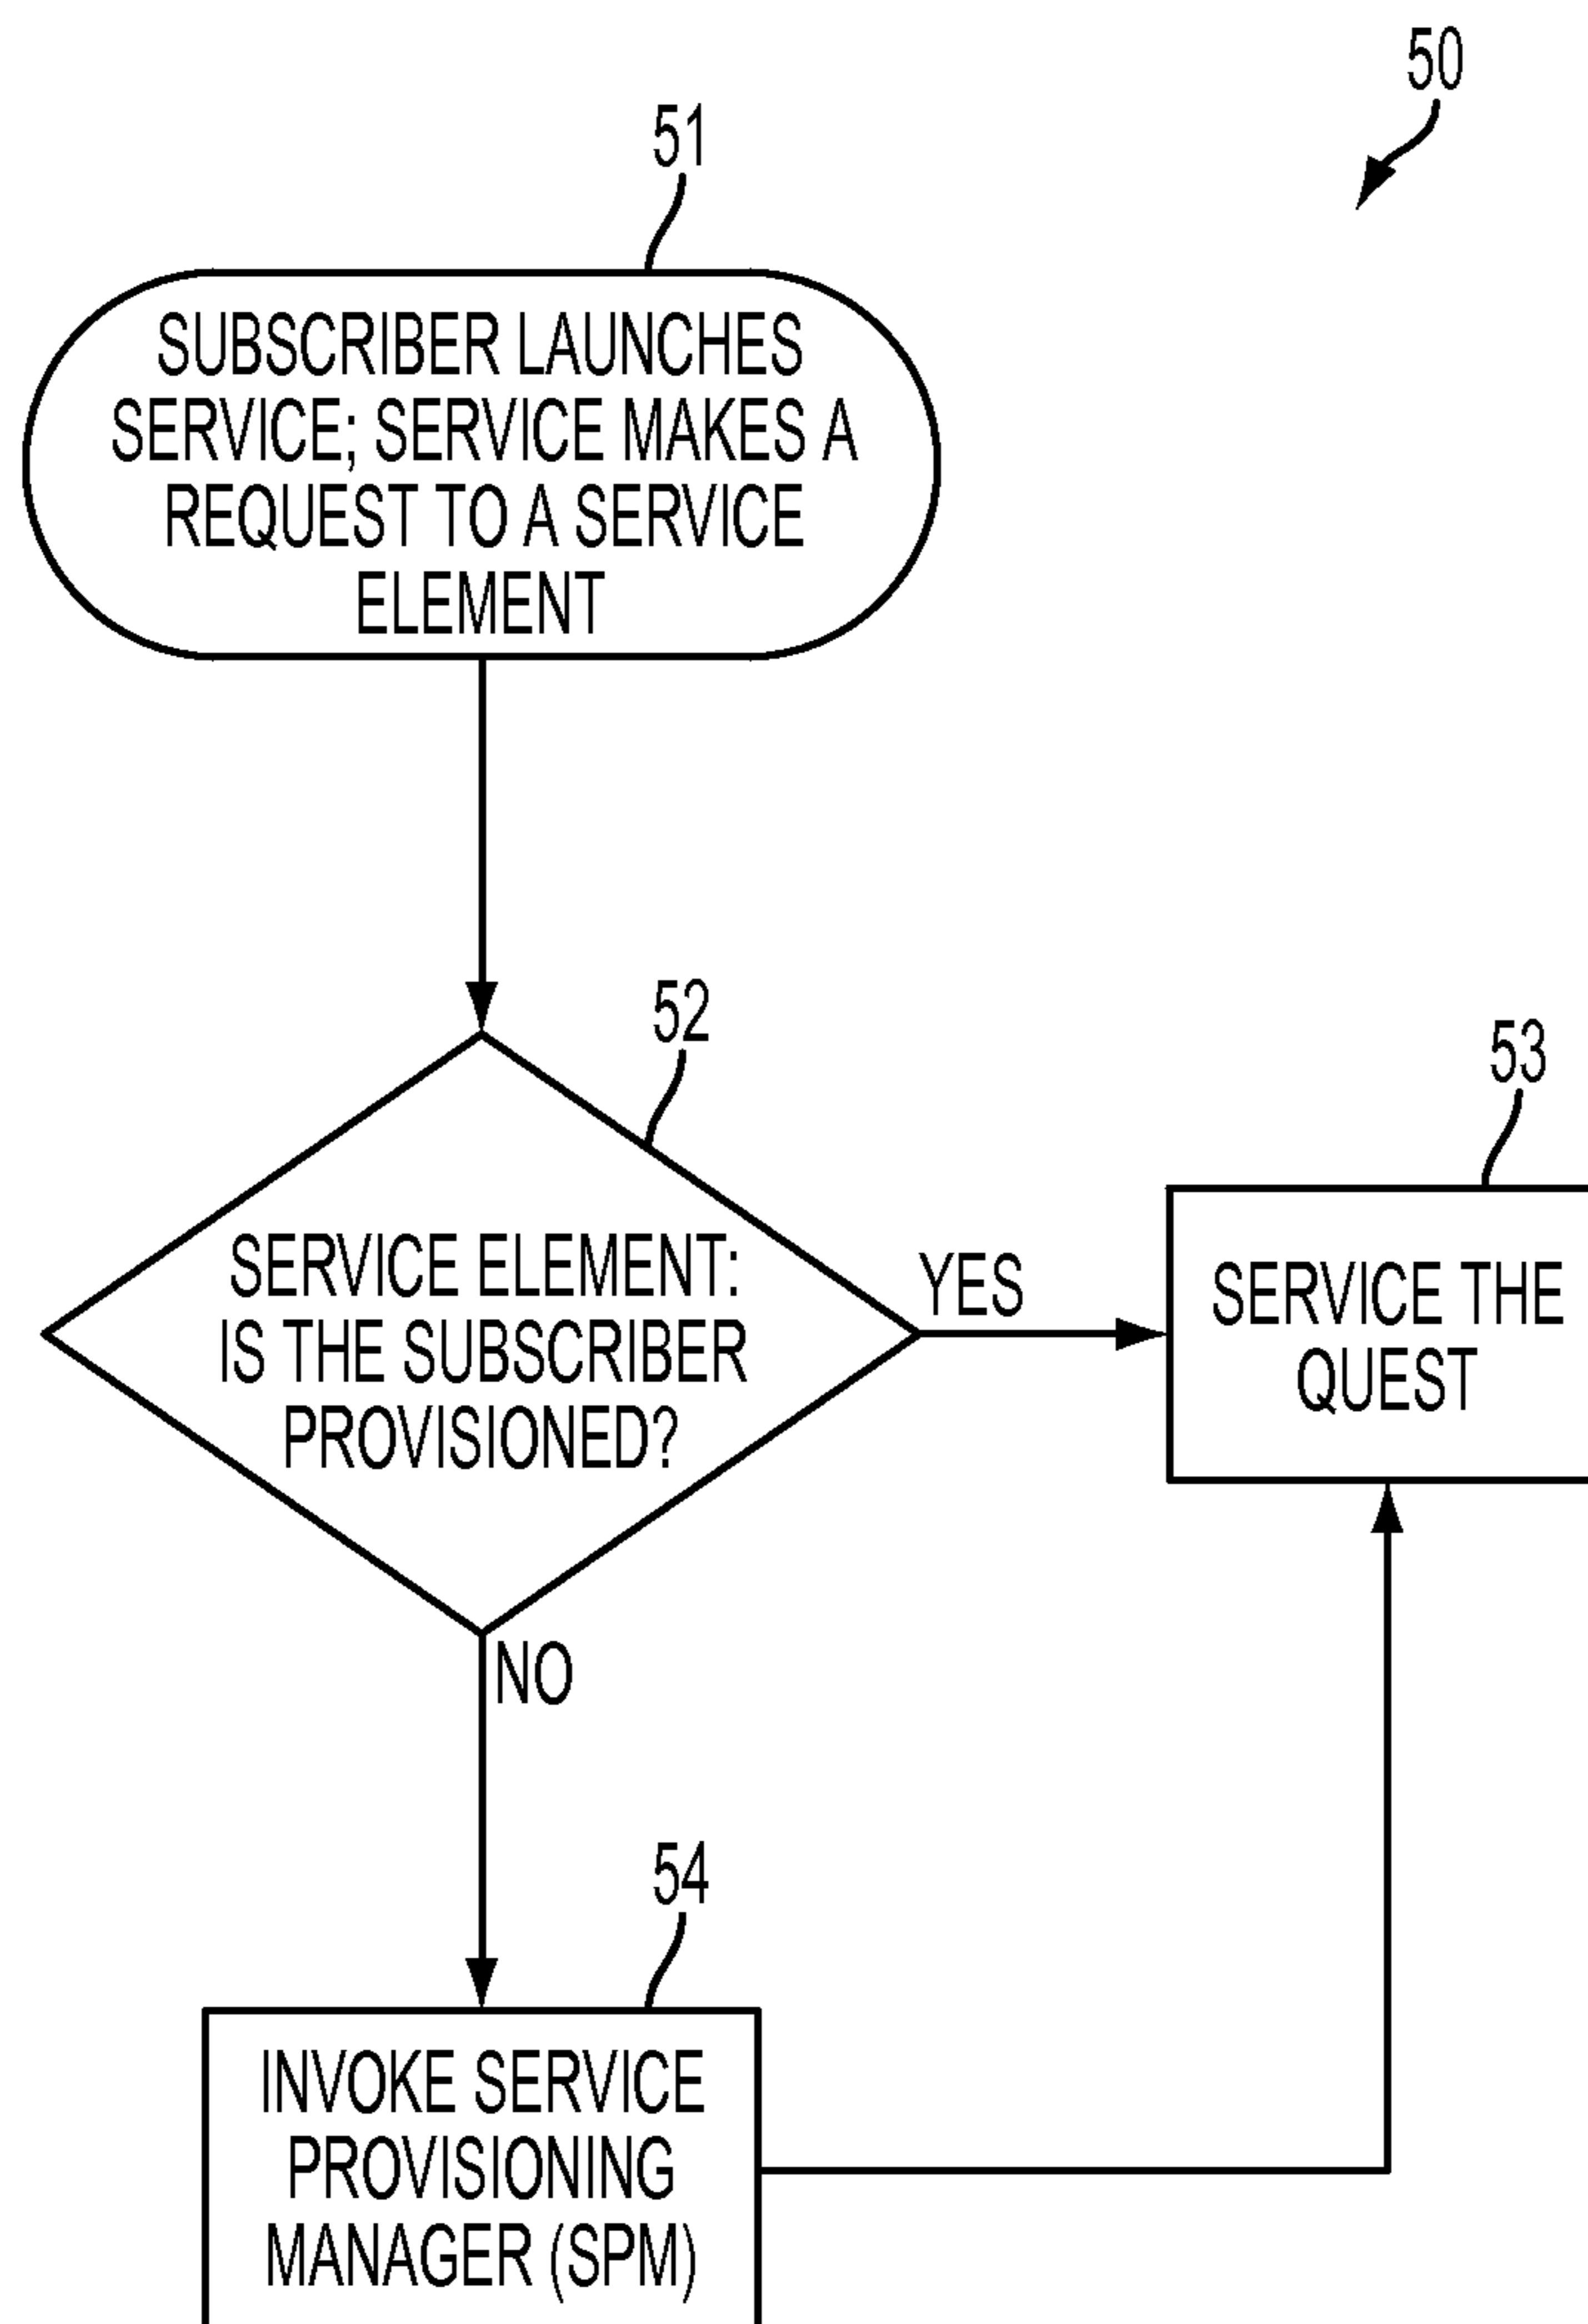 50
51
SUBSCRIBER LAUNCHES
SERVICE; SERVICE MAKES A
REQUEST TO A SERVICE
ELEMENT
52
SERVICE ELEMENT:
IS THE SUBSCRIBER
PROVISIONED?
YES
53
SERVICE THE
QUEST
NO
54
INVOKE SERVICE
PROVISIONING
MANAGER (SPM)